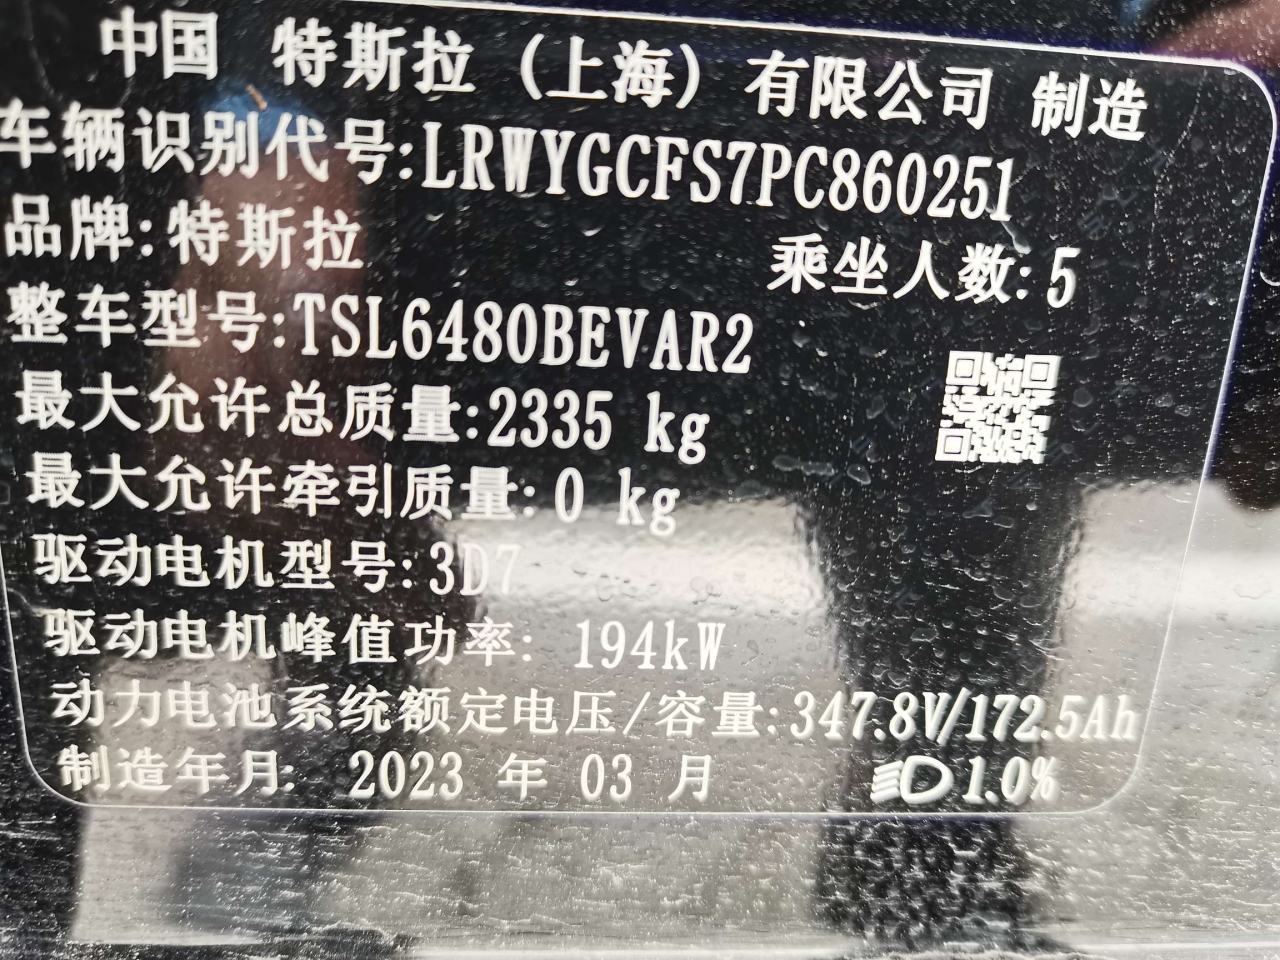 中国 特斯拉 (上海) 有限公司 制造
车辆识别代号:LRWYGCFS7PC860251
品牌:特斯拉 乘坐人数:5
整车型号:TSL6480BEVAR2
最大允许总质量:2335 kg
最大允许牵引质量:0 kg
驱动电机型号:3D7
驱动电机峰值功率: 194kW
动力电池系统额定电压/容量:347.8V/172.5Ah
制造年月: 2023 年 03 月 1.0%